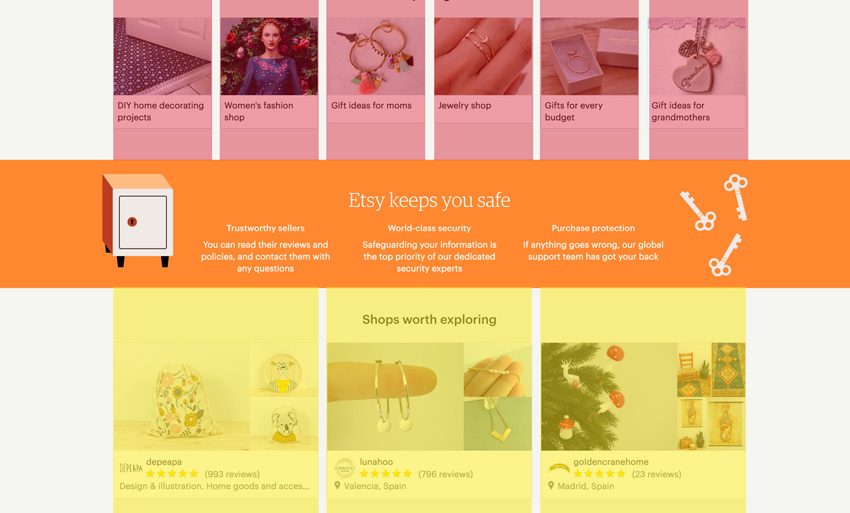 DIY home decorating
projects
Women's fashion
shop
Gift ideas for moms
Jewelry shop
Gifts for every
budget
Gift ideas for
grandmothers
Etsy keeps you safe
Trustworthy sellers
You can read their reviews and
policies, and contact them with
any questions
World-class security
Safeguarding your information is
the top priority of our dedicated
security experts
Purchase protection
If anything goes wrong, our global
support team has got your back
Shops worth exploring
DEPEAPA
depeapa
(993 reviews)
Design & illustration. Home goods and acces...
LUNAHOO
lunahoo
(796 reviews)
Valencia, Spain
goldencranehome
(23 reviews)
Madrid, Spain